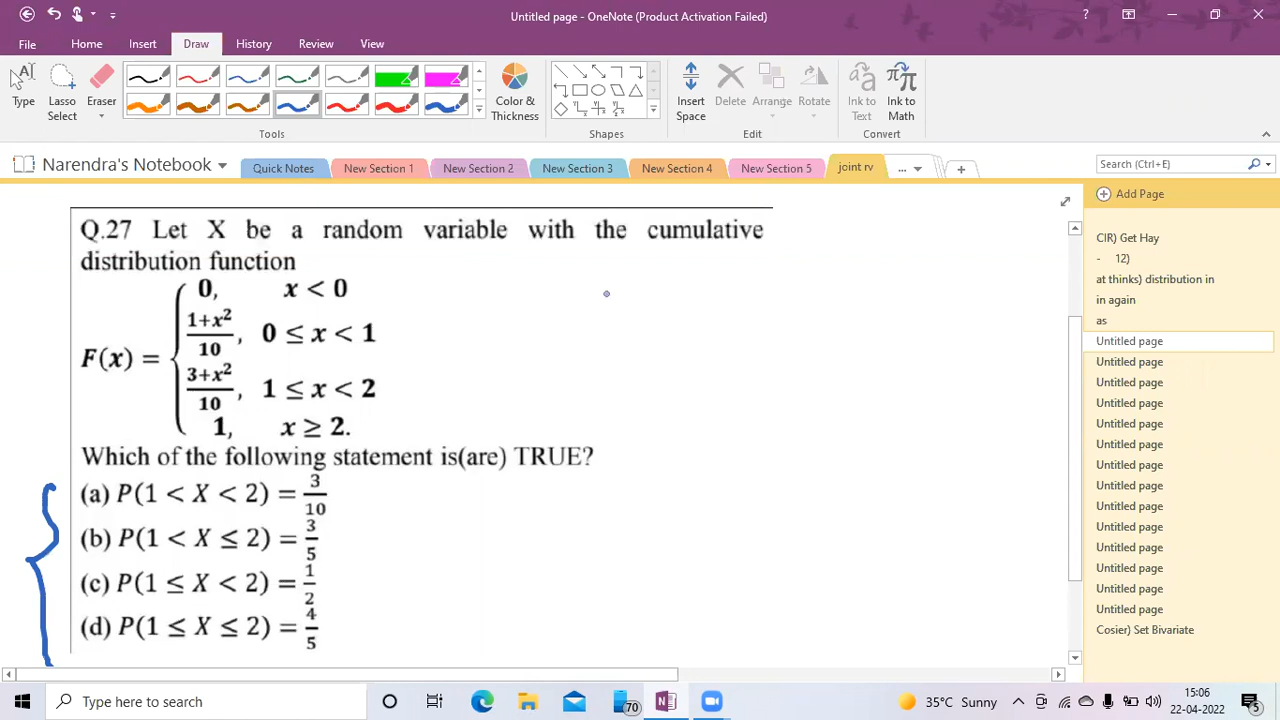 Untitled page - OneNote (Product Activation Failed)
File Home Insert Draw History Review View
Type Lasso Select Eraser Color & Thickness Insert Space Delete Arrange Rotate Ink to Text Ink to Math
Tools Shapes Edit Convert
Narendra's Notebook Quick Notes New Section 1 New Section 2 New Section 3 New Section 4 New Section 5 joint rv ... Search (Ctrl+E)
Add Page
Q.27 Let X be a random variable with the cumulative
distribution function
F(x) = { 0, x < 0
(1+x²)/10, 0 ≤ x < 1
(3+x²)/10, 1 ≤ x < 2
1, x ≥ 2.
Which of the following statement is(are) TRUE?
(a) P(1 < X < 2) = 3/10
(b) P(1 < X ≤ 2) = 3/5
(c) P(1 ≤ X < 2) = 1/2
(d) P(1 ≤ X ≤ 2) = 4/5
CIR) Get Hay
- 12)
at thinks) distribution in
in again
as
Untitled page
Untitled page
Untitled page
Untitled page
Untitled page
Untitled page
Untitled page
Untitled page
Untitled page
Untitled page
Untitled page
Untitled page
Untitled page
Untitled page
Cosier) Set Bivariate
Type here to search
70
35°C Sunny
15:06
22-04-2022
5